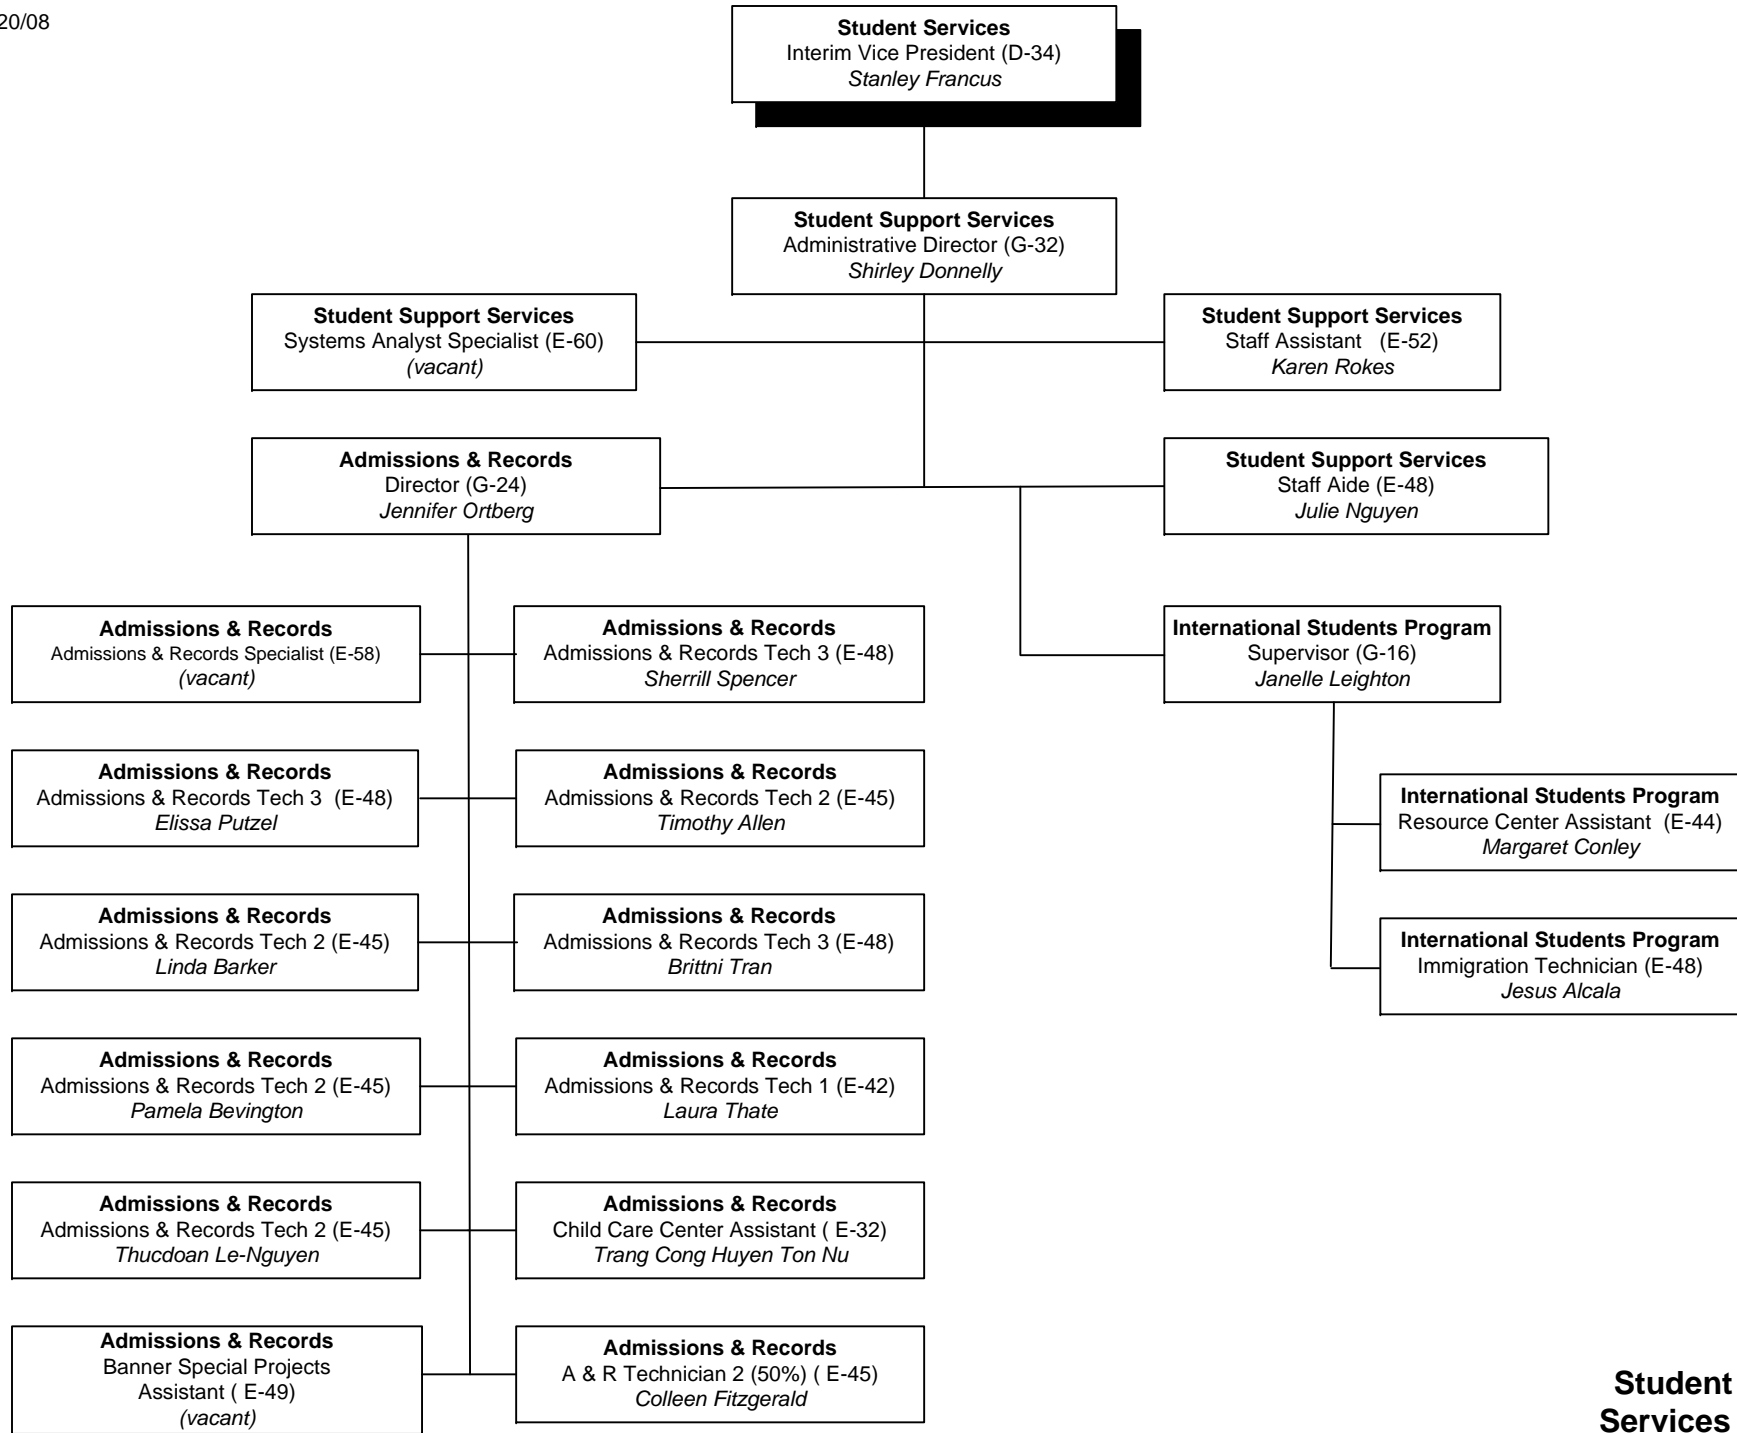 20/08
Student Services
Interim Vice President (D-34)
Stanley Francus
Student Support Services
Administrative Director (G-32)
Shirley Donnelly
Student Support Services
Systems Analyst Specialist (E-60)
(vacant)
Student Support Services
Staff Assistant (E-52)
Karen Rokes
Admissions & Records
Director (G-24)
Jennifer Ortberg
Student Support Services
Staff Aide (E-48)
Julie Nguyen
Admissions & Records
Admissions & Records Specialist (E-58)
(vacant)
Admissions & Records
Admissions & Records Tech 3 (E-48)
Sherrill Spencer
International Students Program
Supervisor (G-16)
Janelle Leighton
Admissions & Records
Admissions & Records Tech 3 (E-48)
Elissa Putzel
Admissions & Records
Admissions & Records Tech 2 (E-45)
Timothy Allen
International Students Program
Resource Center Assistant (E-44)
Margaret Conley
Admissions & Records
Admissions & Records Tech 2 (E-45)
Linda Barker
Admissions & Records
Admissions & Records Tech 3 (E-48)
Brittni Tran
International Students Program
Immigration Technician (E-48)
Jesus Alcala
Admissions & Records
Admissions & Records Tech 2 (E-45)
Pamela Bevington
Admissions & Records
Admissions & Records Tech 1 (E-42)
Laura Thate
Admissions & Records
Admissions & Records Tech 2 (E-45)
Thucdoan Le-Nguyen
Admissions & Records
Child Care Center Assistant ( E-32)
Trang Cong Huyen Ton Nu
Admissions & Records
Banner Special Projects
Assistant ( E-49)
(vacant)
Admissions & Records
A & R Technician 2 (50%) ( E-45)
Colleen Fitzgerald
Student
Services